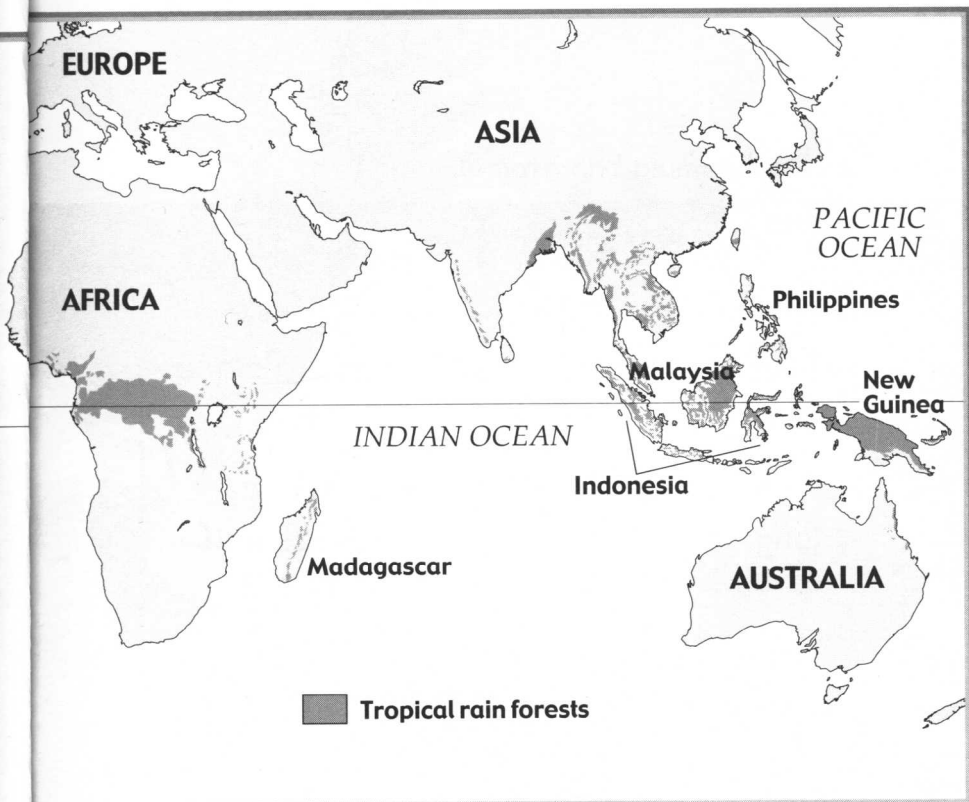 EUROPE
ASIA
PACIFIC
OCEAN
AFRICA
Philippines
Malaysia
New
Guinea
INDIAN OCEAN
Indonesia
Madagascar
AUSTRALIA
Tropical rain forests